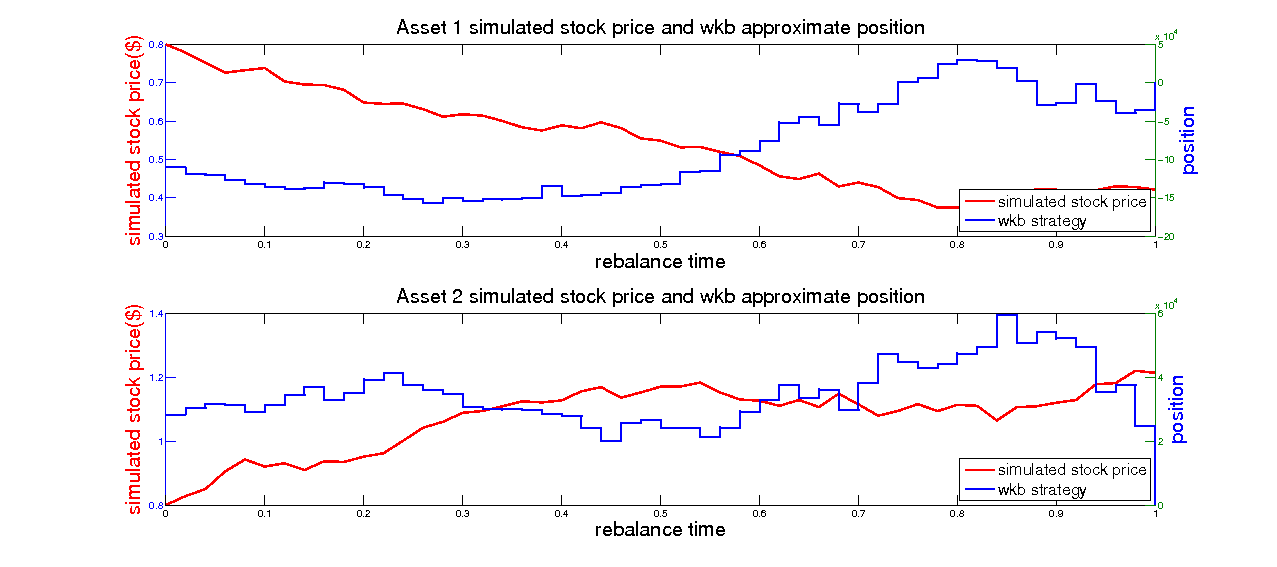 Asset 1 simulated stock price and wkb approximate position
x 10^4
simulated stock price($)
0.8
0.7
0.6
0.5
0.4
0.3
5
0
−5
−10
−15
−20
position
simulated stock price
wkb strategy
0 0.1 0.2 0.3 0.4 0.5 0.6 0.7 0.8 0.9 1
rebalance time
Asset 2 simulated stock price and wkb approximate position
x 10^4
simulated stock price($)
1.4
1.2
1
0.8
6
4
2
0
position
simulated stock price
wkb strategy
0 0.1 0.2 0.3 0.4 0.5 0.6 0.7 0.8 0.9 1
rebalance time